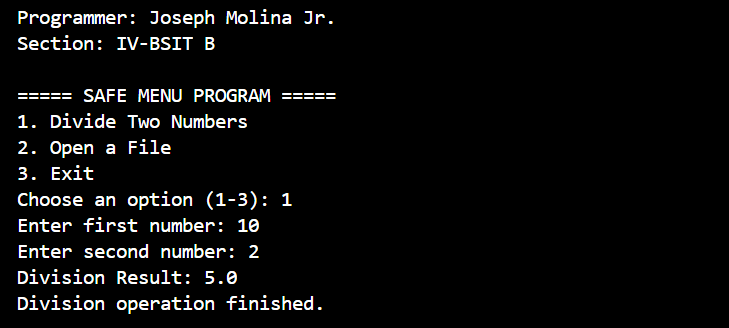 Programmer: Joseph Molina Jr.
Section: IV-BSIT B
===== SAFE MENU PROGRAM =====
1. Divide Two Numbers
2. Open a File
3. Exit
Choose an option (1-3): 1
Enter first number: 10
Enter second number: 2
Division Result: 5.0
Division operation finished.